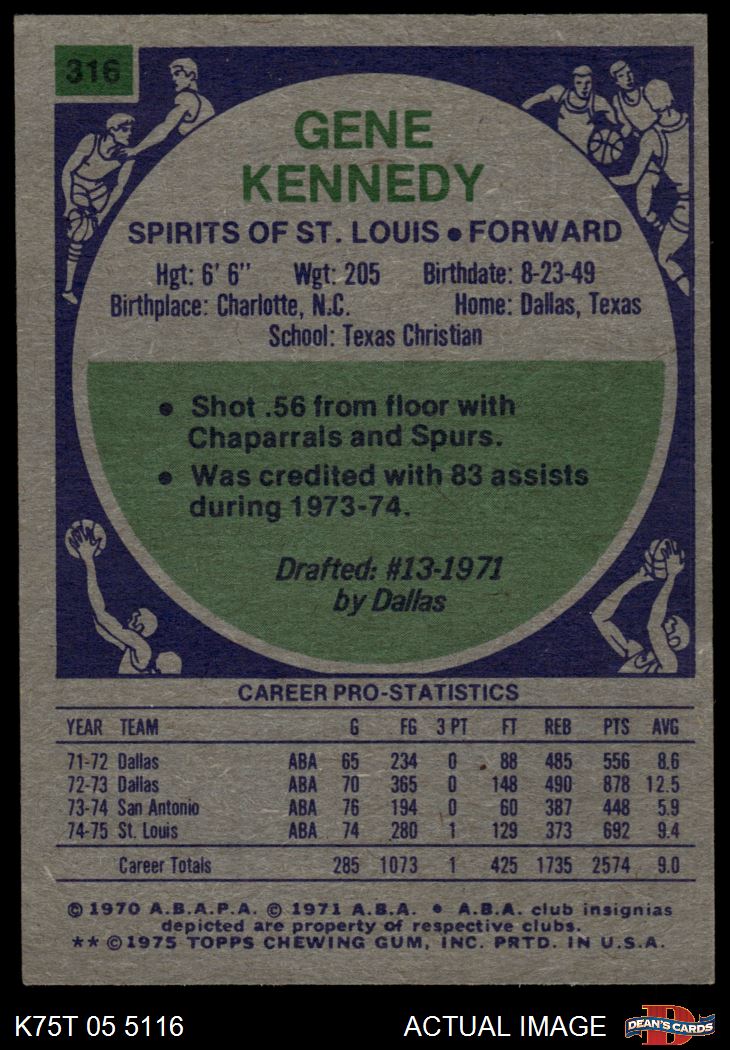 316
GENE
KENNEDY
SPIRITS OF ST. LOUIS • FORWARD
Hgt: 6' 6" Wgt: 205 Birthdate: 8-23-49
Birthplace: Charlotte, N.C. Home: Dallas, Texas
School: Texas Christian
• Shot .56 from floor with
Chaparrals and Spurs.
• Was credited with 83 assists
during 1973-74.
Drafted: #13-1971
by Dallas
CAREER PRO-STATISTICS
YEAR TEAM G FG 3 PT FT REB PTS AVG
71-72 Dallas ABA 65 234 0 88 485 556 8.6
72-73 Dallas ABA 70 365 0 148 490 878 12.5
73-74 San Antonio ABA 76 194 0 60 387 448 5.9
74-75 St. Louis ABA 74 280 1 129 373 692 9.4
Career Totals 285 1073 1 425 1735 2574 9.0
© 1970 A.B.A.P.A. © 1971 A.B.A. • A.B.A. club insignias
depicted are property of respective clubs.
** © 1975 TOPPS CHEWING GUM, INC. PRTD. IN U.S.A.
K75T 05 5116 ACTUAL IMAGE
D
DEAN'S CARDS